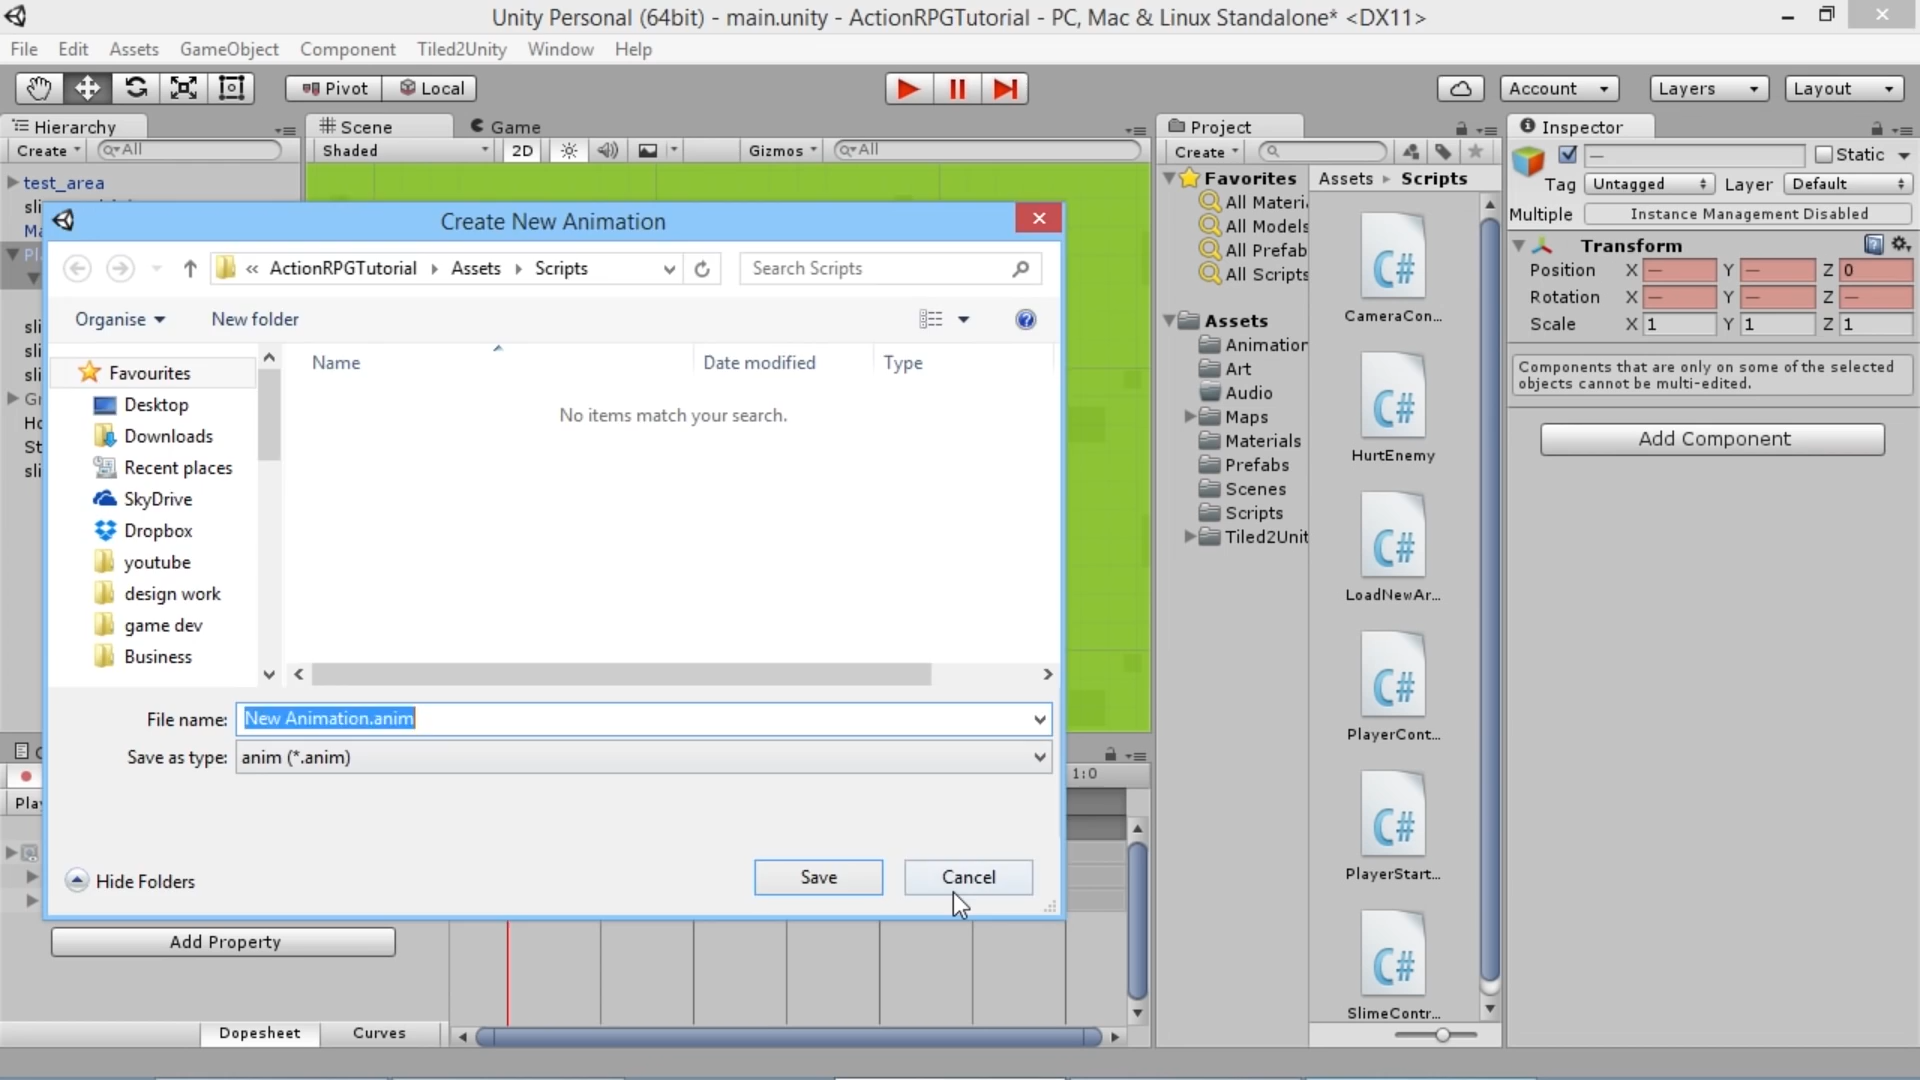 Unity Personal (64bit) - main.unity - ActionRPGTutorial - PC, Mac & Linux Standalone* <DX11>
File Edit Assets GameObject Component Tiled2Unity Window Help
Pivot Local Account Layers Layout
Hierarchy
Create All
test_area
Scene Game
Shaded 2D Gizmos All
Create New Animation
« ActionRPGTutorial Assets Scripts
Search Scripts
Organise New folder
Favourites
Desktop
Downloads
Recent places
SkyDrive
Dropbox
youtube
design work
game dev
Business
Name Date modified Type
No items match your search.
File name: New Animation.anim
Save as type: anim (*.anim)
Hide Folders
Save Cancel
1:0
Add Property
Dopesheet Curves
Project
Create
Favorites
All Models
All Scripts
Assets
Animation
Art
Audio
Maps
Materials
Prefabs
Scenes
Scripts
Assets Scripts
C#
CameraCon...
C#
HurtEnemy
C#
LoadNewAr...
C#
PlayerCont...
C#
PlayerStart...
C#
SlimeContr...
Inspector
— Static
Tag Untagged Layer Default
Multiple Instance Management Disabled
Transform
Position X — Y — Z 0
Rotation X — Y — Z —
Scale X 1 Y 1 Z 1
Components that are only on some of the selected
objects cannot be multi-edited.
Add Component